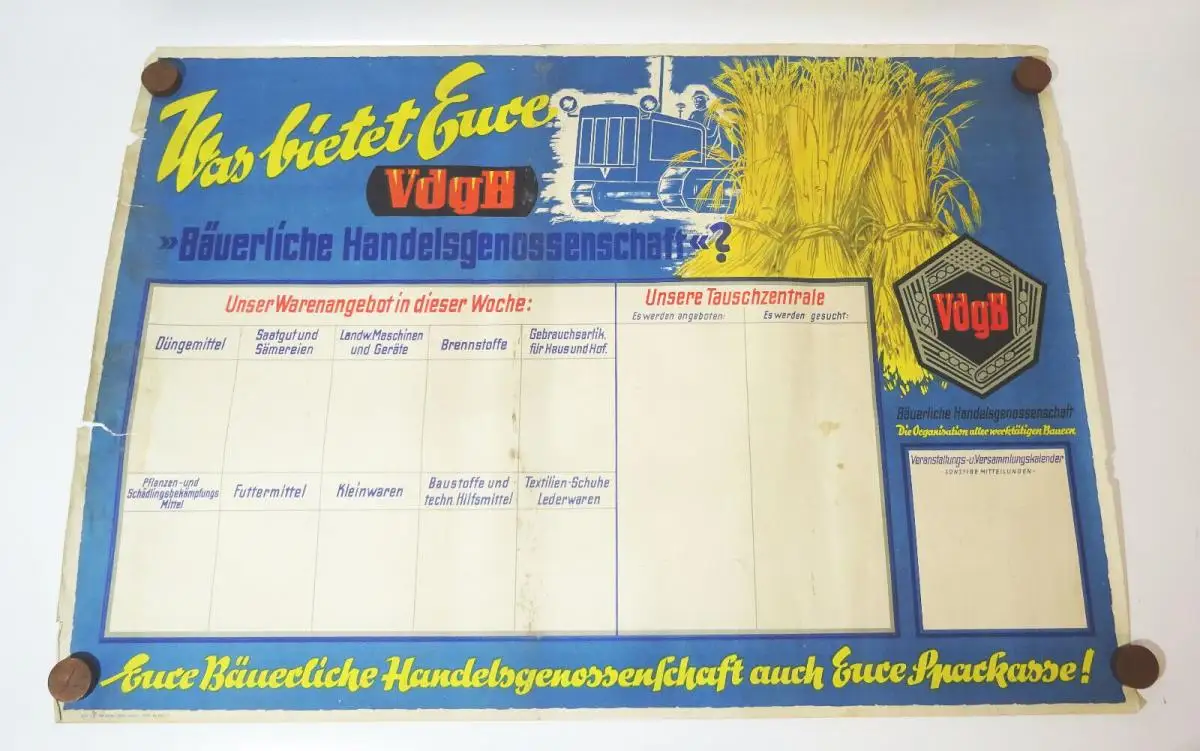 Was bietet Eure
VdgB
»Bäuerliche Handelsgenossenschaft«?
Unser Warenangebot in dieser Woche:
Düngemittel
Saatgut und
Sämereien
Landw. Maschinen
und Geräte
Brennstoffe
Gebrauchsartik.
für Haus und Hof.
Pflanzen- und
Schädlingsbekämpfungs
Mittel
Futtermittel
Kleinwaren
Baustoffe und
techn. Hilfsmittel
Textilien-Schuhe
Lederwaren
Unsere Tauschzentrale
Es werden angeboten:
Es werden gesucht:
VdgB
Bäuerliche Handelsgenossenschaft
Die Organisation aller werktätigen Bauern
Veranstaltungs-u.Versammlungskalender
SONSTIGE MITTEILUNGEN
Eure Bäuerliche Handelsgenossenschaft auch Eure Sparkasse!